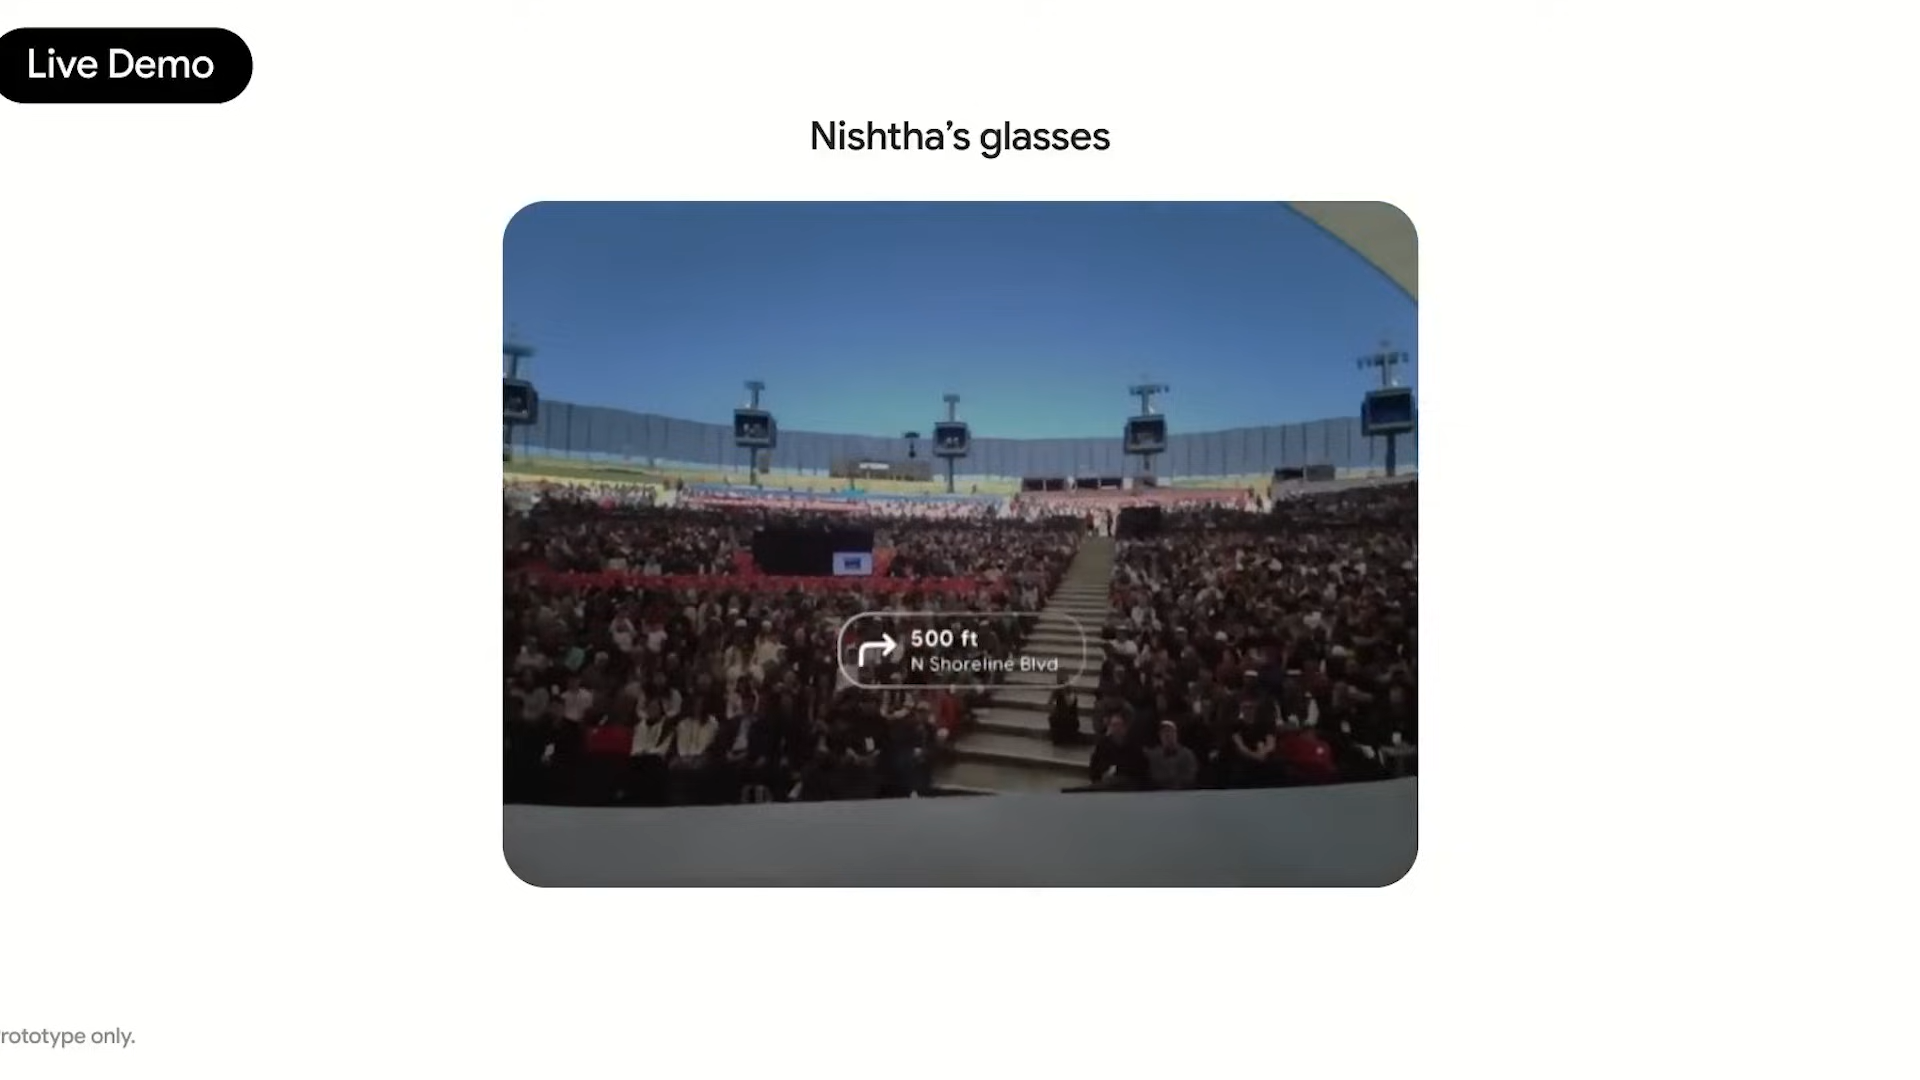 Live Demo
Nishtha’s glasses
500 ft
N Shoreline Blvd
rototype only.